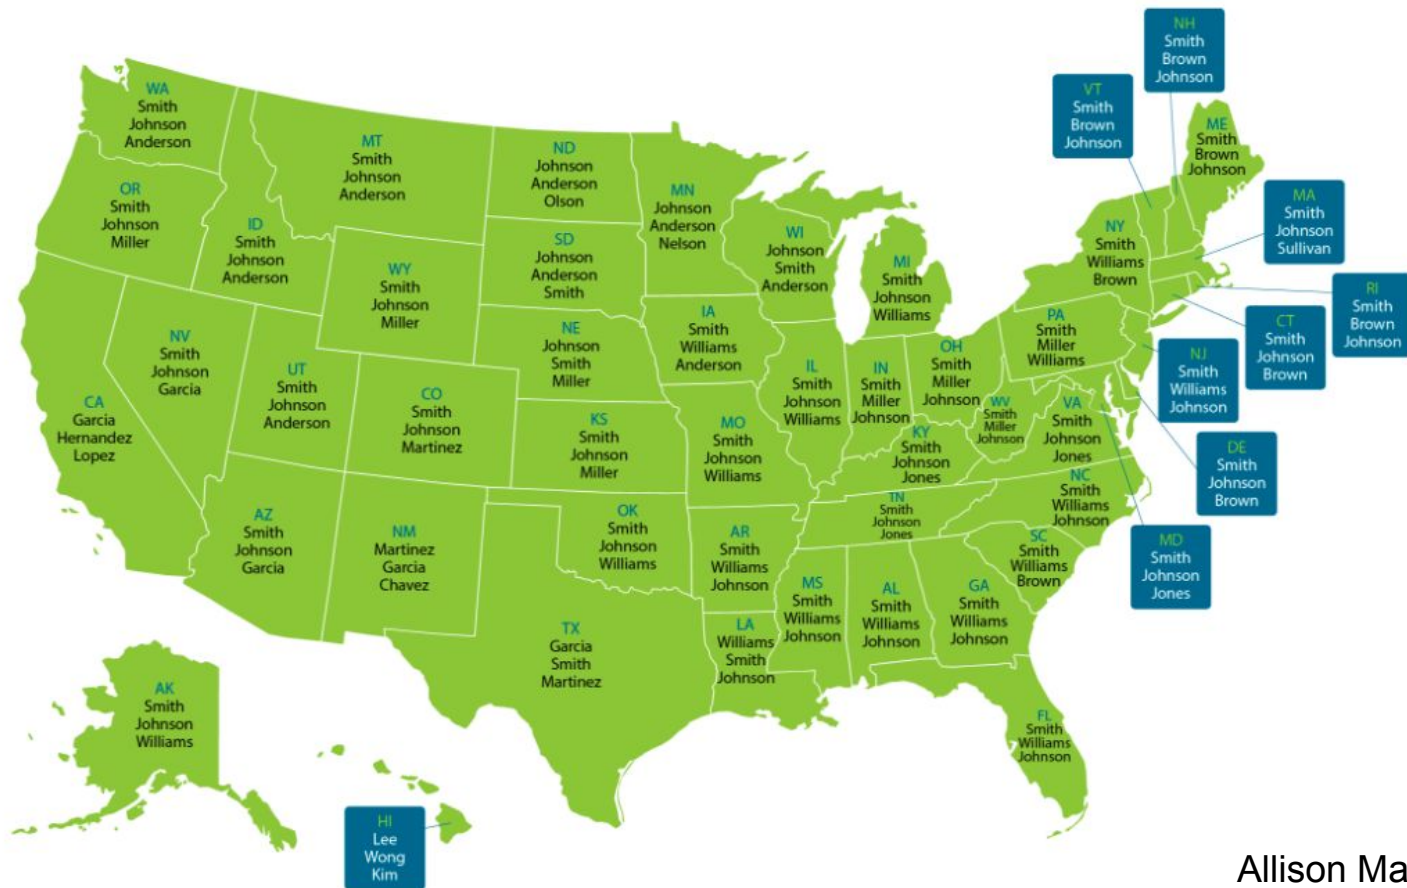 NH
Smith
Brown
Johnson
VT
Smith
Brown
Johnson
ME
Smith
Brown
Johnson
WA
Smith
Johnson
Anderson
MT
Smith
Johnson
Anderson
ND
Johnson
Anderson
Olson
MN
Johnson
Anderson
Nelson
OR
Smith
Johnson
Miller
ID
Smith
Johnson
Anderson
WY
Smith
Johnson
Miller
SD
Johnson
Anderson
Smith
WI
Johnson
Smith
Anderson
MI
Smith
Johnson
Williams
NY
Smith
Williams
Brown
MA
Smith
Johnson
Sullivan
RI
Smith
Brown
Johnson
CT
Smith
Johnson
Brown
NJ
Smith
Williams
Johnson
PA
Smith
Miller
Williams
NV
Smith
Johnson
Garcia
UT
Smith
Johnson
Anderson
CO
Smith
Johnson
Martinez
NE
Johnson
Smith
Miller
IA
Smith
Williams
Anderson
IL
Smith
Johnson
Williams
IN
Smith
Miller
Johnson
OH
Smith
Miller
Johnson
WV
Smith
Miller
Johnson
VA
Smith
Johnson
Jones
DE
Smith
Johnson
Brown
CA
Garcia
Hernandez
Lopez
KS
Smith
Johnson
Miller
MO
Smith
Johnson
Williams
KY
Smith
Johnson
Jones
TN
Smith
Johnson
Jones
NC
Smith
Williams
Johnson
MD
Smith
Johnson
Jones
AZ
Smith
Johnson
Garcia
NM
Martinez
Garcia
Chavez
OK
Smith
Johnson
Williams
AR
Smith
Williams
Johnson
SC
Smith
Williams
Brown
MS
Smith
Williams
Johnson
AL
Smith
Williams
Johnson
GA
Smith
Williams
Johnson
TX
Garcia
Smith
Martinez
LA
Williams
Smith
Johnson
FL
Smith
Williams
Johnson
AK
Smith
Johnson
Williams
HI
Lee
Wong
Kim
Allison Ma